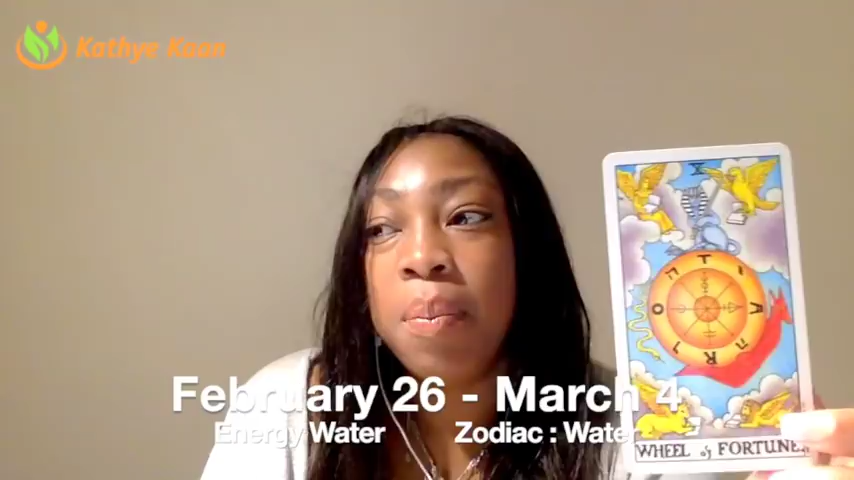 Kathye Kaan
X
T
A
R
O
WHEEL of FORTUNE
February 26 - March 4
Energy Water
Zodiac : Water